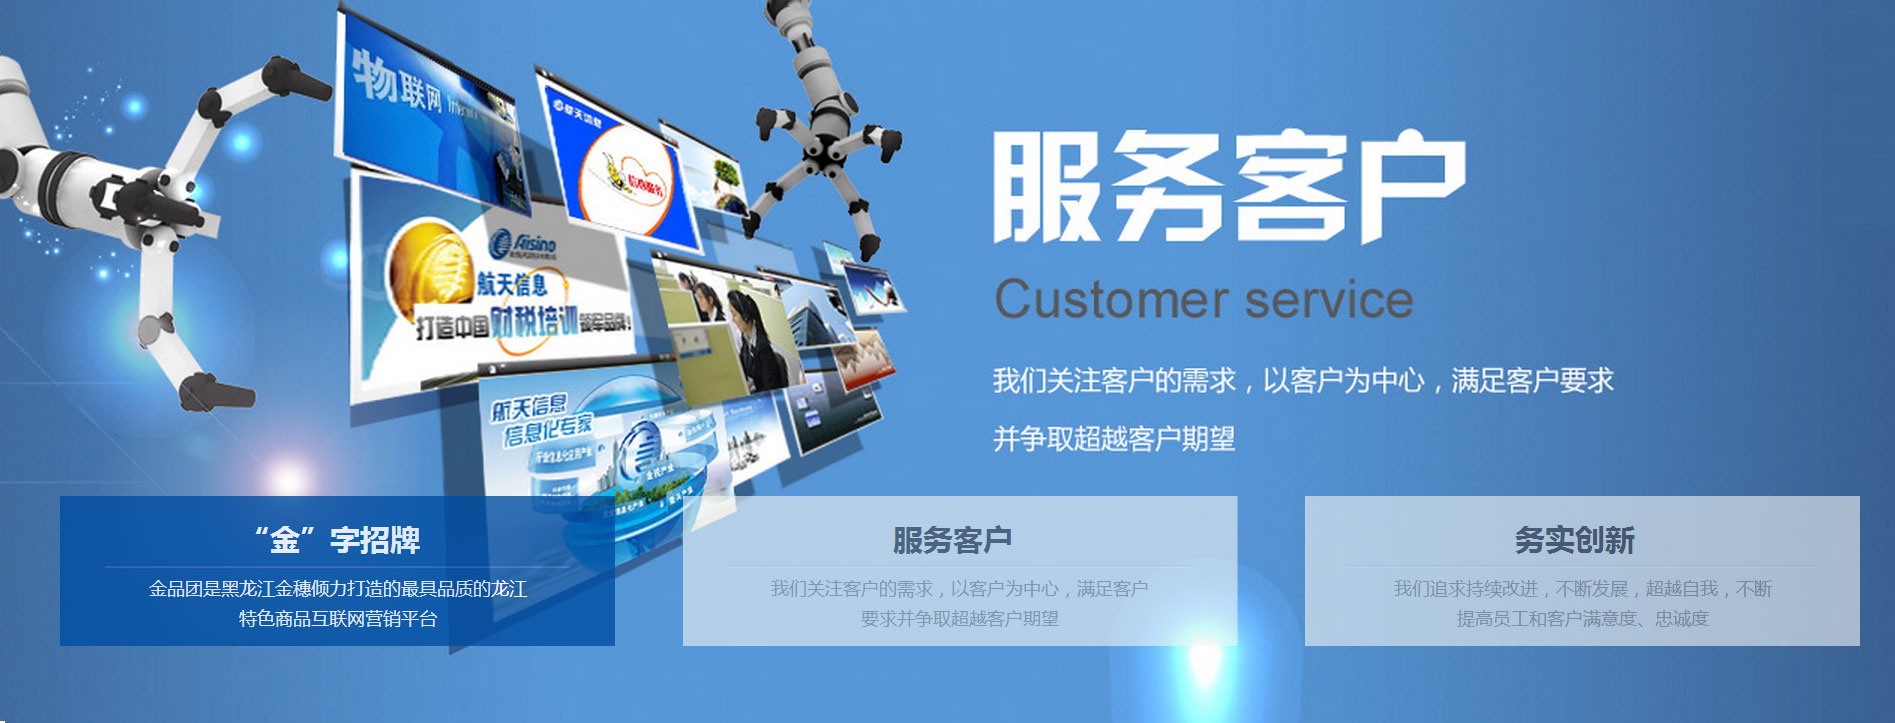 物联网
航天信息
信息服务
Aisino
航天信息
打造中国财税培训领军品牌!
航天信息
信息化专家
服务客户
Customer service
我们关注客户的需求，以客户为中心，满足客户要求
并争取超越客户期望
“金”字招牌
金品团是黑龙江金穗倾力打造的最具品质的龙江
特色商品互联网营销平台
服务客户
我们关注客户的需求，以客户为中心，满足客户
要求并争取超越客户期望
务实创新
我们追求持续改进，不断发展，超越自我，不断
提高员工和客户满意度、忠诚度